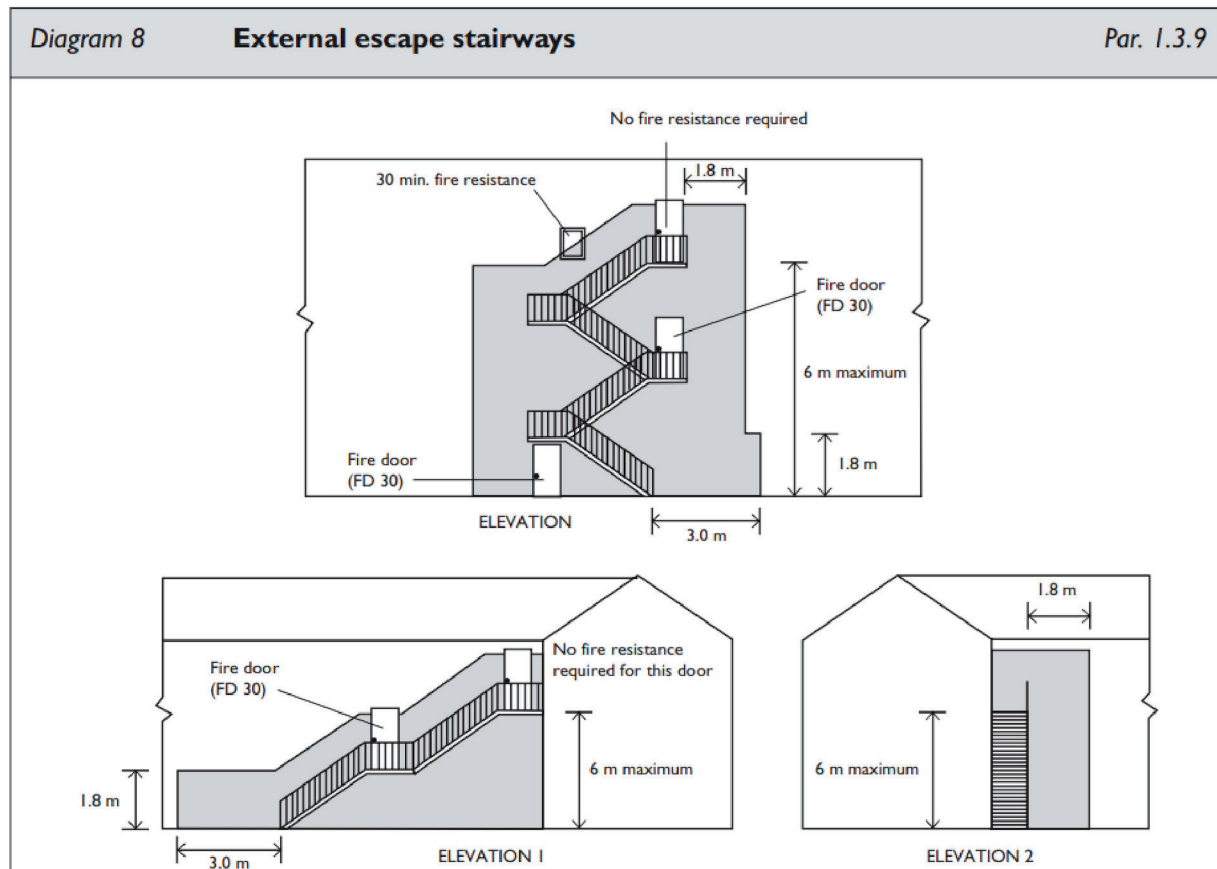 Diagram 8 External escape stairways Par. 1.3.9
No fire resistance required
1.8 m
30 min. fire resistance
Fire door
(FD 30)
6 m maximum
1.8 m
Fire door
(FD 30)
ELEVATION
3.0 m
1.8 m
No fire resistance
required for this door
Fire door
(FD 30)
6 m maximum
6 m maximum
1.8 m
3.0 m
ELEVATION 1
ELEVATION 2